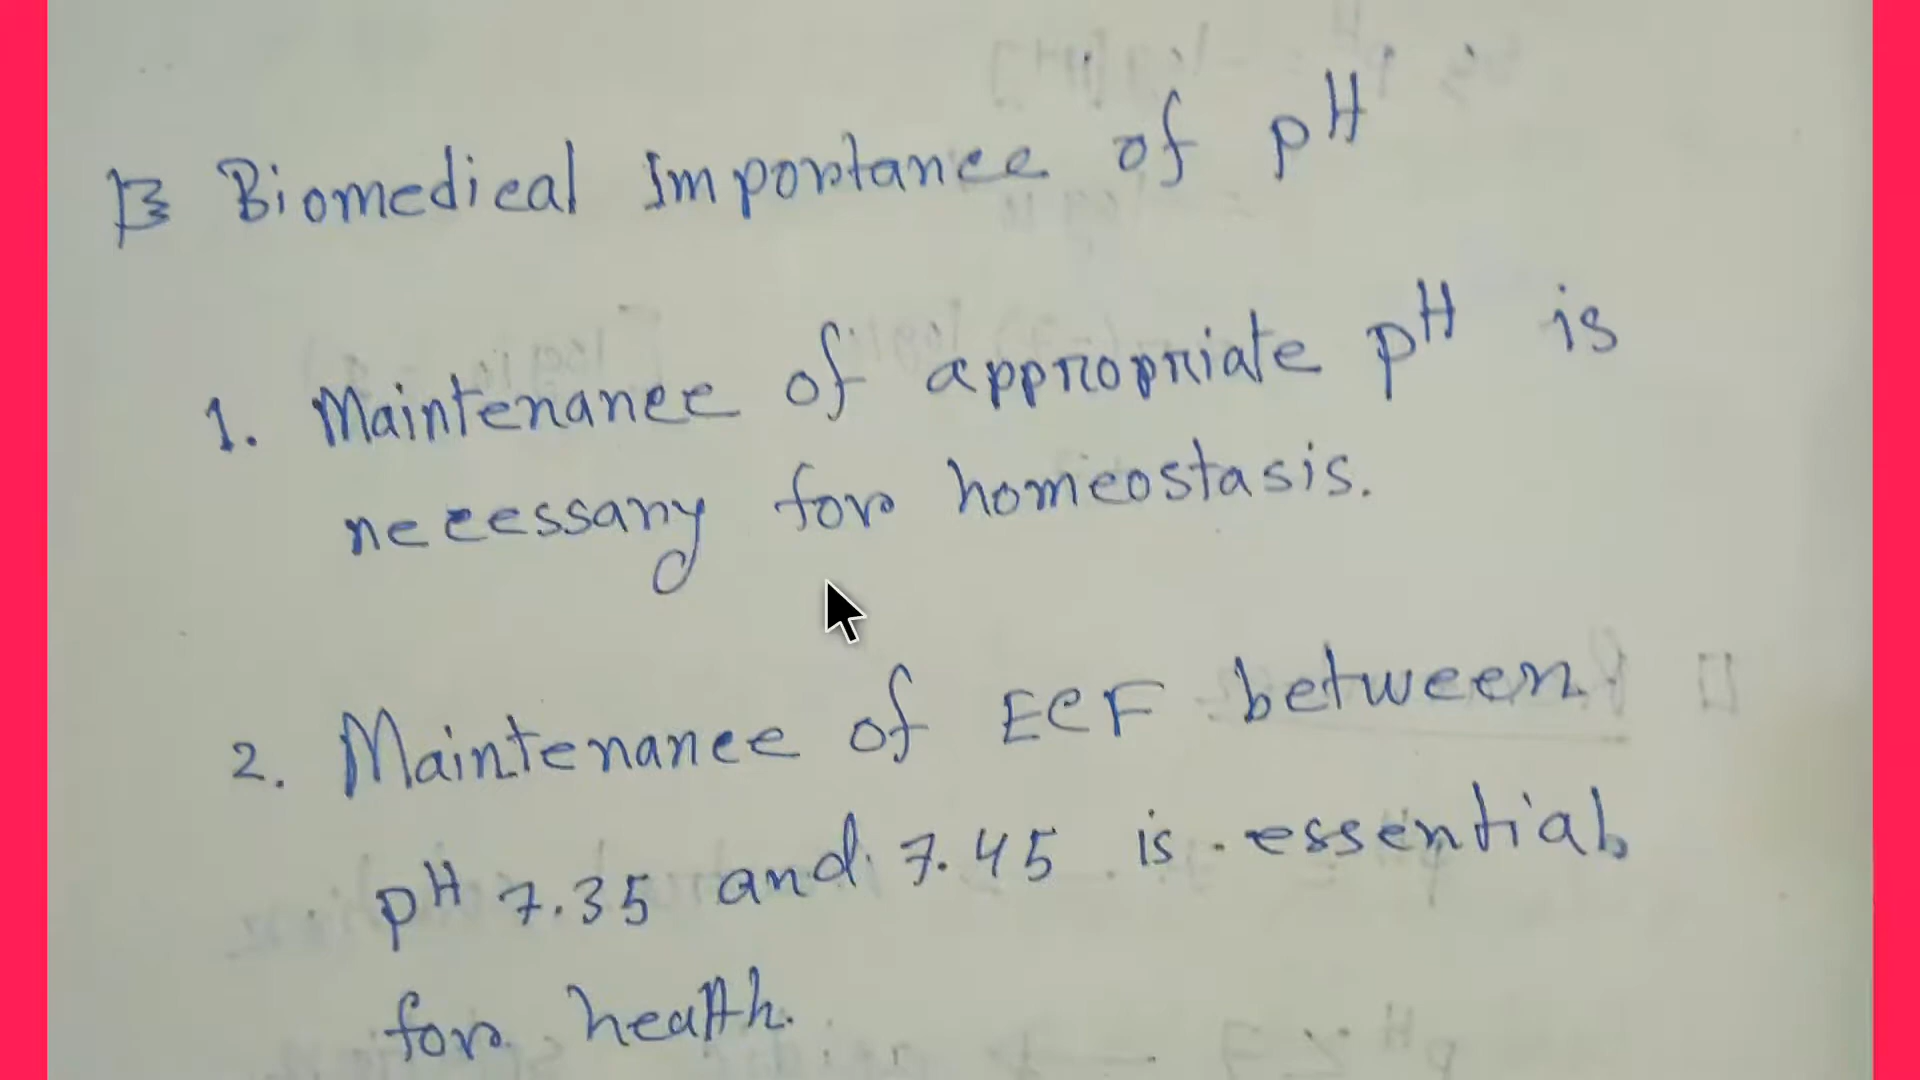 Biomedical Importance of pH
1. Maintenance of appropriate pH is
necessary for homeostasis.
2. Maintenance of ECF between
pH 7.35 and 7.45 is essential
for health.